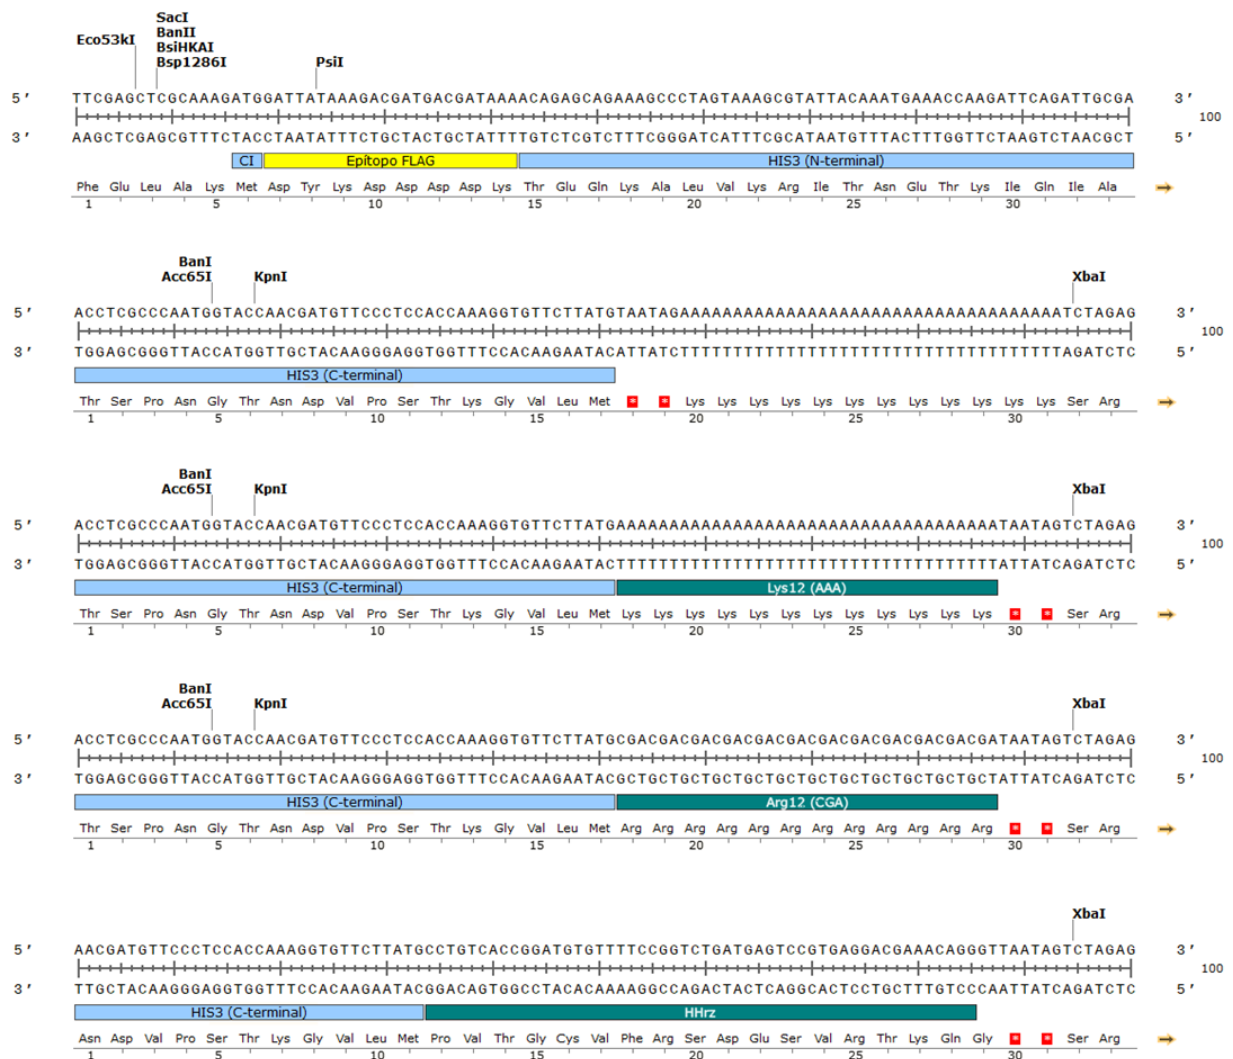 SacI
BanII
Eco53kI BsiHKAI
Bsp1286I PsiI
5' TTCGAGCTCGCAAAGATGGATTATAAAGACGATGACGATAAAACAGAGCAGAAAGCCCTAGTAAAGCGTATTACAAATGAAACCAAGATTCAGATTGCGA 3'
100
3' AAGCTCGAGCGTTTCTACCTAATATTTCTGCTACTGCTATTTTGTCTCGTCTTTCGGGATCATTTCGCATAATGTTTACTTTGGTTCTAAGTCTAACGCT 5'
CI Epítopo FLAG HIS3 (N-terminal)
Phe Glu Leu Ala Lys Met Asp Tyr Lys Asp Asp Asp Asp Lys Thr Glu Gln Lys Ala Leu Val Lys Arg Ile Thr Asn Glu Thr Lys Ile Gln Ile Ala
1 5 10 15 20 25 30
BanI
Acc65I KpnI XbaI
5' ACCTCGCCCAATGGTACCAACGATGTTCCCTCCACCAAAGGTGTTCTTATGTAATAGAAAAAAAAAAAAAAAAAAAAAAAAAAAAAAAAAAAATCTAGAG 3'
100
3' TGGAGCGGGTTACCATGGTTGCTACAAGGGAGGTGGTTTCCACAAGAATACATTATCTTTTTTTTTTTTTTTTTTTTTTTTTTTTTTTTTTTTAGATCTC 5'
HIS3 (C-terminal)
Thr Ser Pro Asn Gly Thr Asn Asp Val Pro Ser Thr Lys Gly Val Leu Met * * Lys Lys Lys Lys Lys Lys Lys Lys Lys Lys Lys Lys Ser Arg
1 5 10 15 20 25 30
BanI
Acc65I KpnI XbaI
5' ACCTCGCCCAATGGTACCAACGATGTTCCCTCCACCAAAGGTGTTCTTATGAAAAAAAAAAAAAAAAAAAAAAAAAAAAAAAAAAAATAATAGTCTAGAG 3'
100
3' TGGAGCGGGTTACCATGGTTGCTACAAGGGAGGTGGTTTCCACAAGAATACTTTTTTTTTTTTTTTTTTTTTTTTTTTTTTTTTTTTATTATCAGATCTC 5'
HIS3 (C-terminal) Lys12 (AAA)
Thr Ser Pro Asn Gly Thr Asn Asp Val Pro Ser Thr Lys Gly Val Leu Met Lys Lys Lys Lys Lys Lys Lys Lys Lys Lys Lys Lys * * Ser Arg
1 5 10 15 20 25 30
BanI
Acc65I KpnI XbaI
5' ACCTCGCCCAATGGTACCAACGATGTTCCCTCCACCAAAGGTGTTCTTATGCGACGACGACGACGACGACGACGACGACGACGACGATAATAGTCTAGAG 3'
100
3' TGGAGCGGGTTACCATGGTTGCTACAAGGGAGGTGGTTTCCACAAGAATACGCTGCTGCTGCTGCTGCTGCTGCTGCTGCTGCTGCTATTATCAGATCTC 5'
HIS3 (C-terminal) Arg12 (CGA)
Thr Ser Pro Asn Gly Thr Asn Asp Val Pro Ser Thr Lys Gly Val Leu Met Arg Arg Arg Arg Arg Arg Arg Arg Arg Arg Arg Arg * * Ser Arg
1 5 10 15 20 25 30
XbaI
5' AACGATGTTCCCTCCACCAAAGGTGTTCTTATGCCTGTCACCGGATGTGTTTTCCGGTCTGATGAGTCCGTGAGGACGAAACAGGGTTAATAGTCTAGAG 3'
100
3' TTGCTACAAGGGAGGTGGTTTCCACAAGAATACGGACAGTGGCCTACACAAAAGGCCAGACTACTCAGGCACTCCTGCTTTGTCCCAATTATCAGATCTC 5'
HIS3 (C-terminal) HHrz
Asn Asp Val Pro Ser Thr Lys Gly Val Leu Met Pro Val Thr Gly Cys Val Phe Arg Ser Asp Glu Ser Val Arg Thr Lys Gln Gly * * Ser Arg
1 5 10 15 20 25 30